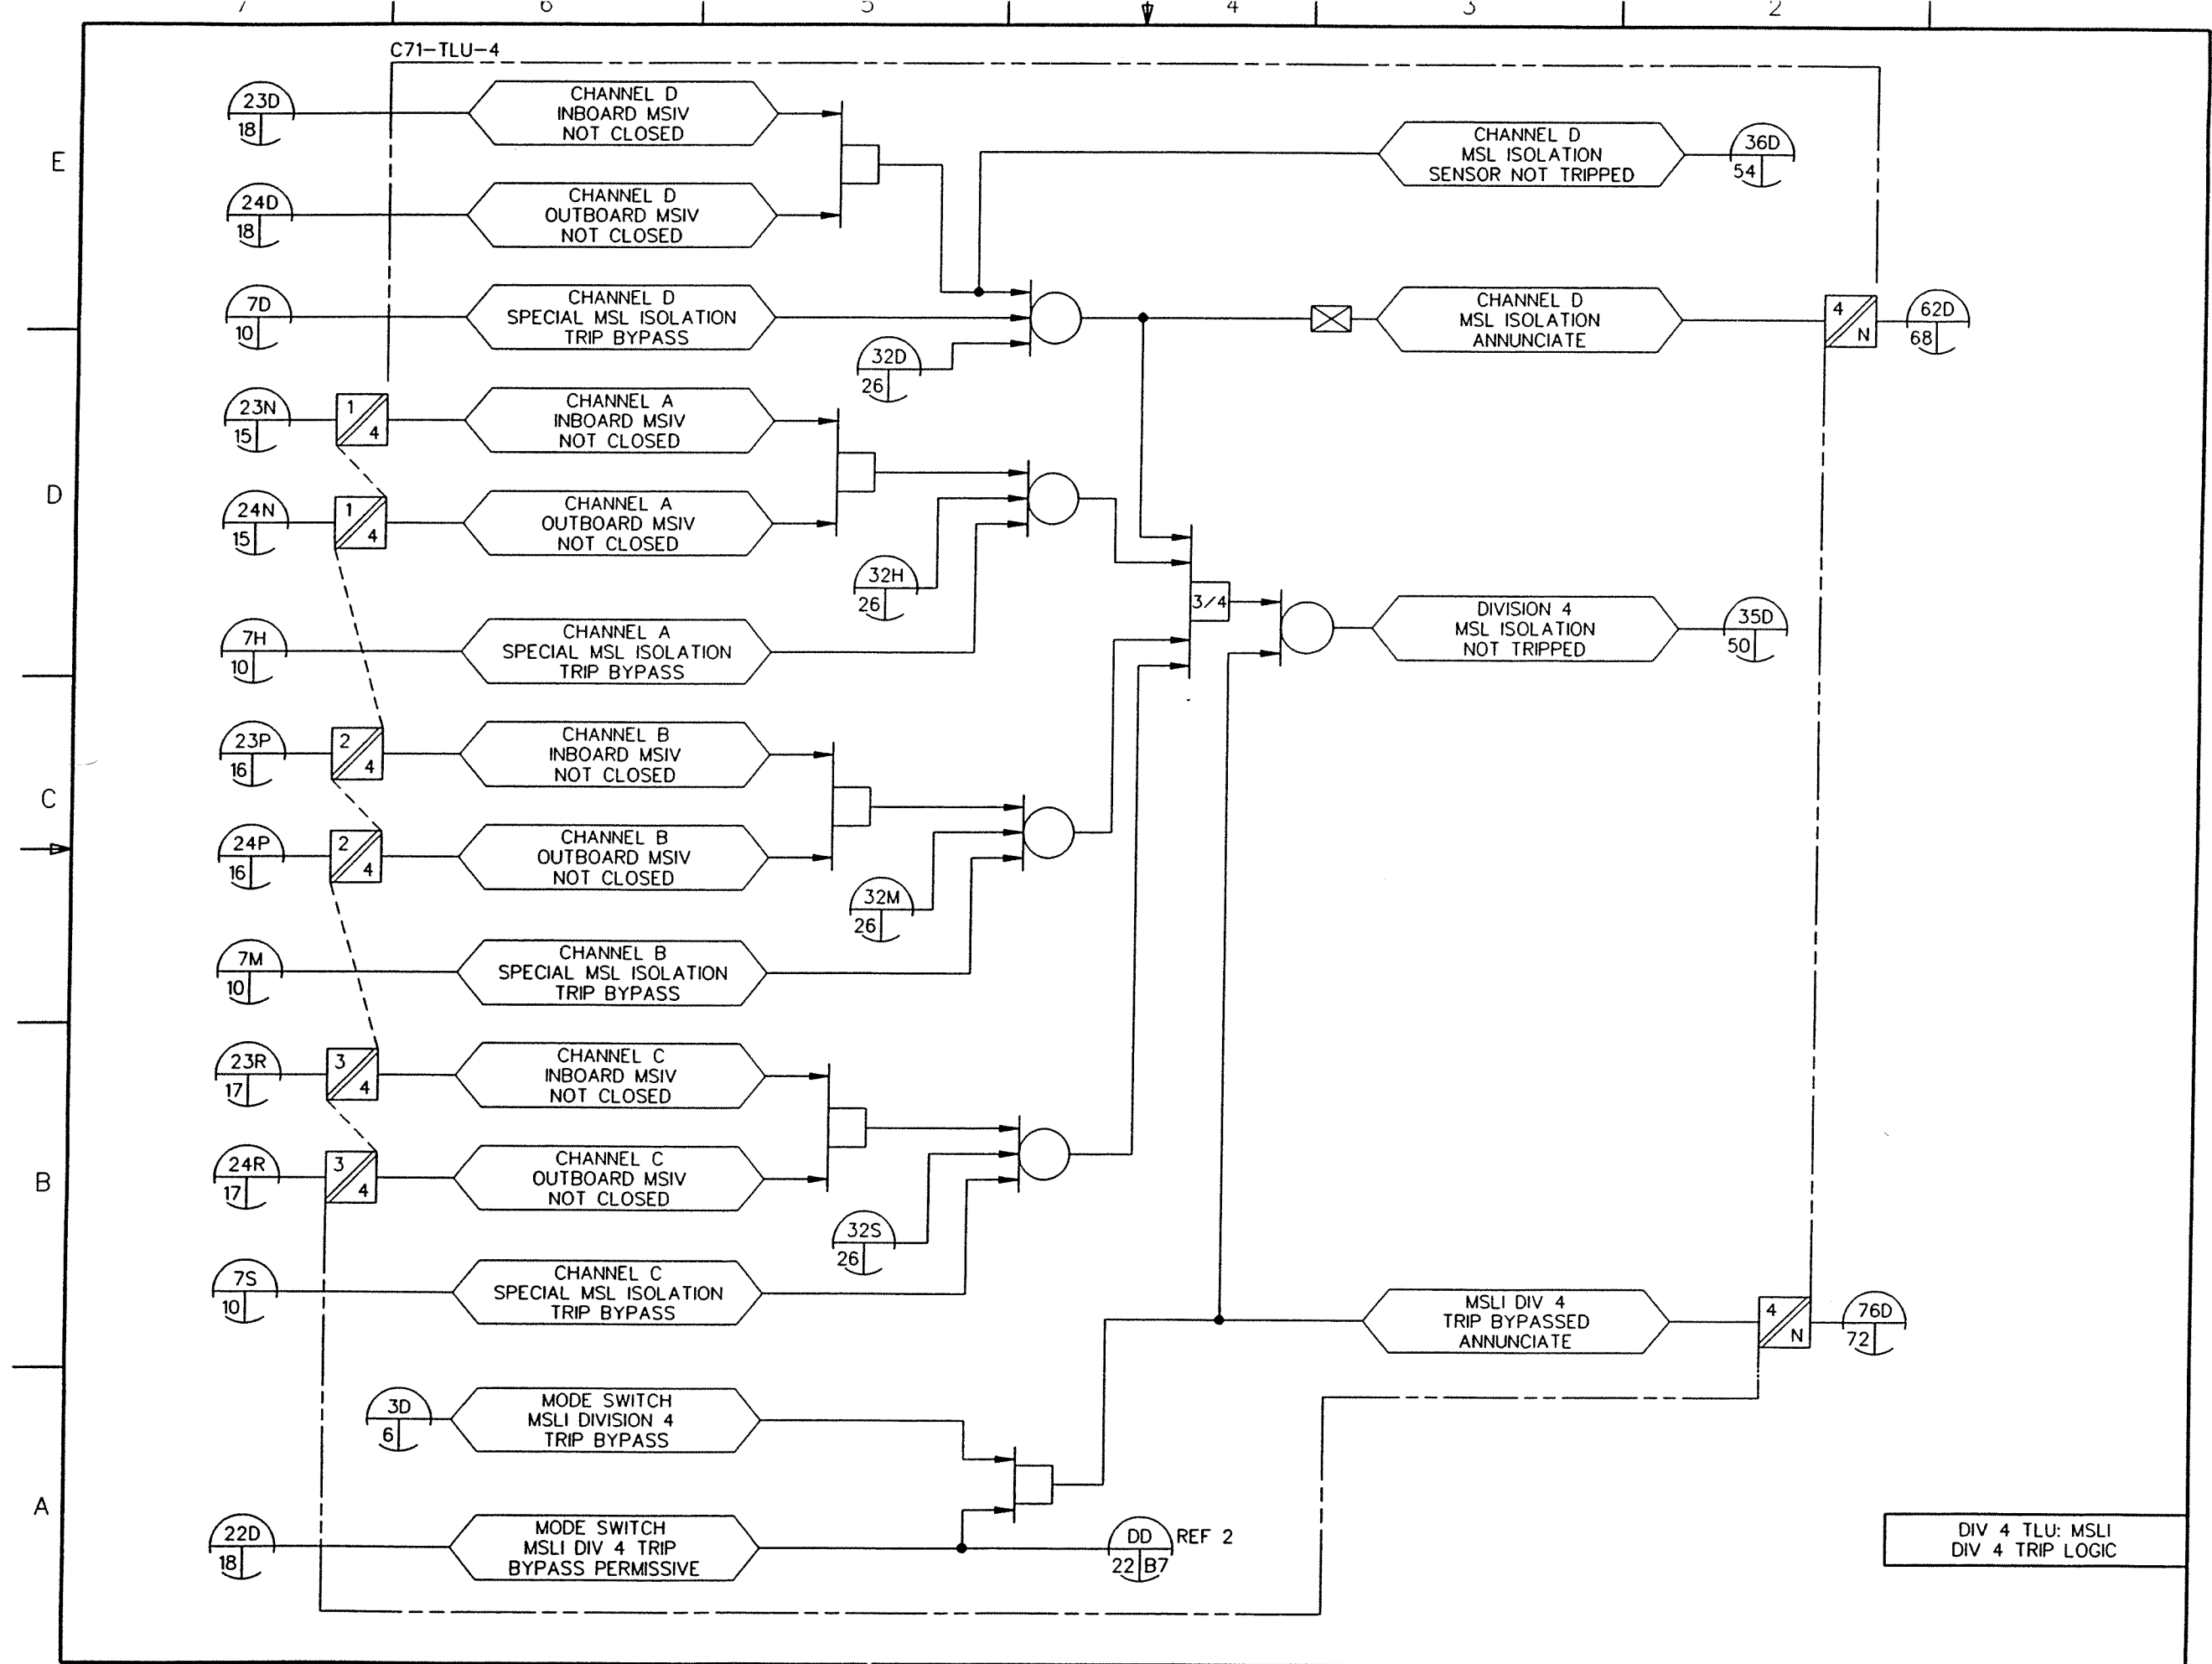 7 6 5 4 3 2
C71-TLU-4
23D
18
CHANNEL D
INBOARD MSIV
NOT CLOSED
E
CHANNEL D
MSL ISOLATION
SENSOR NOT TRIPPED
36D
54
24D
18
CHANNEL D
OUTBOARD MSIV
NOT CLOSED
7D
10
CHANNEL D
SPECIAL MSL ISOLATION
TRIP BYPASS
CHANNEL D
MSL ISOLATION
ANNUNCIATE
4
N
62D
68
32D
26
23N
15
1
4
CHANNEL A
INBOARD MSIV
NOT CLOSED
D
24N
15
1
4
CHANNEL A
OUTBOARD MSIV
NOT CLOSED
32H
26
3/4
DIVISION 4
MSL ISOLATION
NOT TRIPPED
35D
50
7H
10
CHANNEL A
SPECIAL MSL ISOLATION
TRIP BYPASS
23P
16
2
4
CHANNEL B
INBOARD MSIV
NOT CLOSED
C
24P
16
2
4
CHANNEL B
OUTBOARD MSIV
NOT CLOSED
32M
26
7M
10
CHANNEL B
SPECIAL MSL ISOLATION
TRIP BYPASS
23R
17
3
4
CHANNEL C
INBOARD MSIV
NOT CLOSED
B
24R
17
3
4
CHANNEL C
OUTBOARD MSIV
NOT CLOSED
32S
26
7S
10
CHANNEL C
SPECIAL MSL ISOLATION
TRIP BYPASS
MSLI DIV 4
TRIP BYPASSED
ANNUNCIATE
4
N
76D
72
3D
6
MODE SWITCH
MSLI DIVISION 4
TRIP BYPASS
A
22D
18
MODE SWITCH
MSLI DIV 4 TRIP
BYPASS PERMISSIVE
DD REF 2
22 B7
DIV 4 TLU: MSLI
DIV 4 TRIP LOGIC